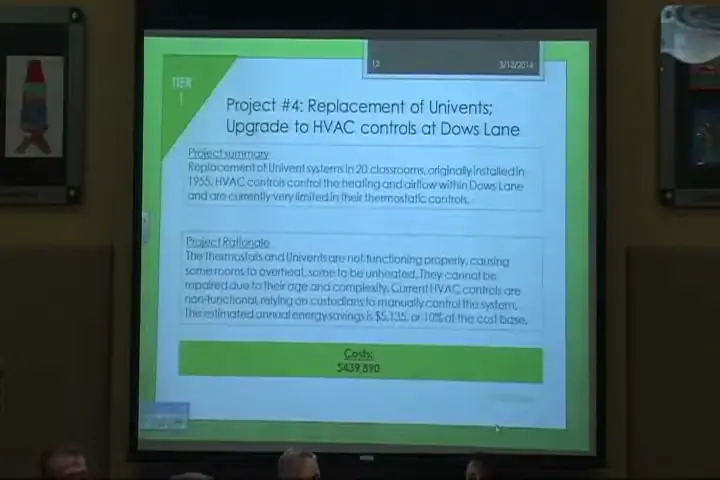 13
3/13/2014
TIER
1
Project #4: Replacement of Univents;
Upgrade to HVAC controls at Dows Lane
Project summary
Replacement of Univent systems in 20 classrooms, originally installed in
1955. HVAC controls control the heating and airflow within Dows Lane
and are currently very limited in their thermostatic controls.
Project Rationale
The thermostats and Univents are not functioning properly, causing
some rooms to overheat, some to be unheated. They cannot be
repaired due to their age and complexity. Current HVAC controls are
non-functional, relying on custodians to manually control the system.
The estimated annual energy savings is $5,135, or 10% of the cost base.
Costs:
$439,890